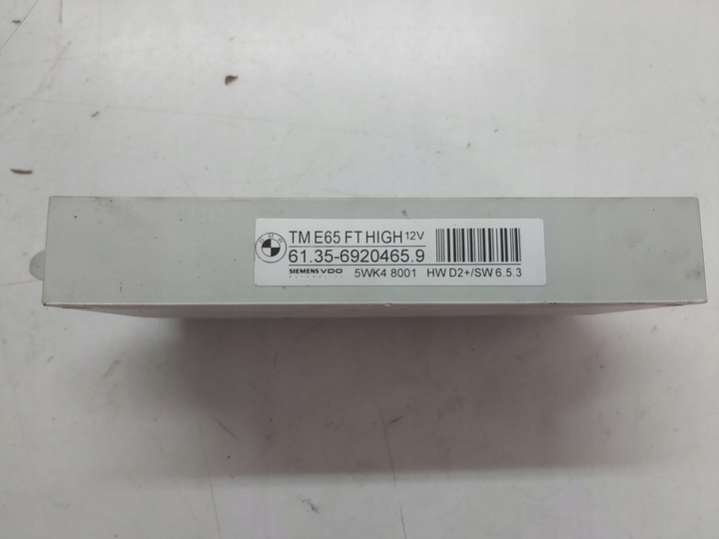 TM E65 FT HIGH 12V
61.35-6920465.9
SIEMENS VDO 5WK4 8001 HW D2+/SW 6.5.3